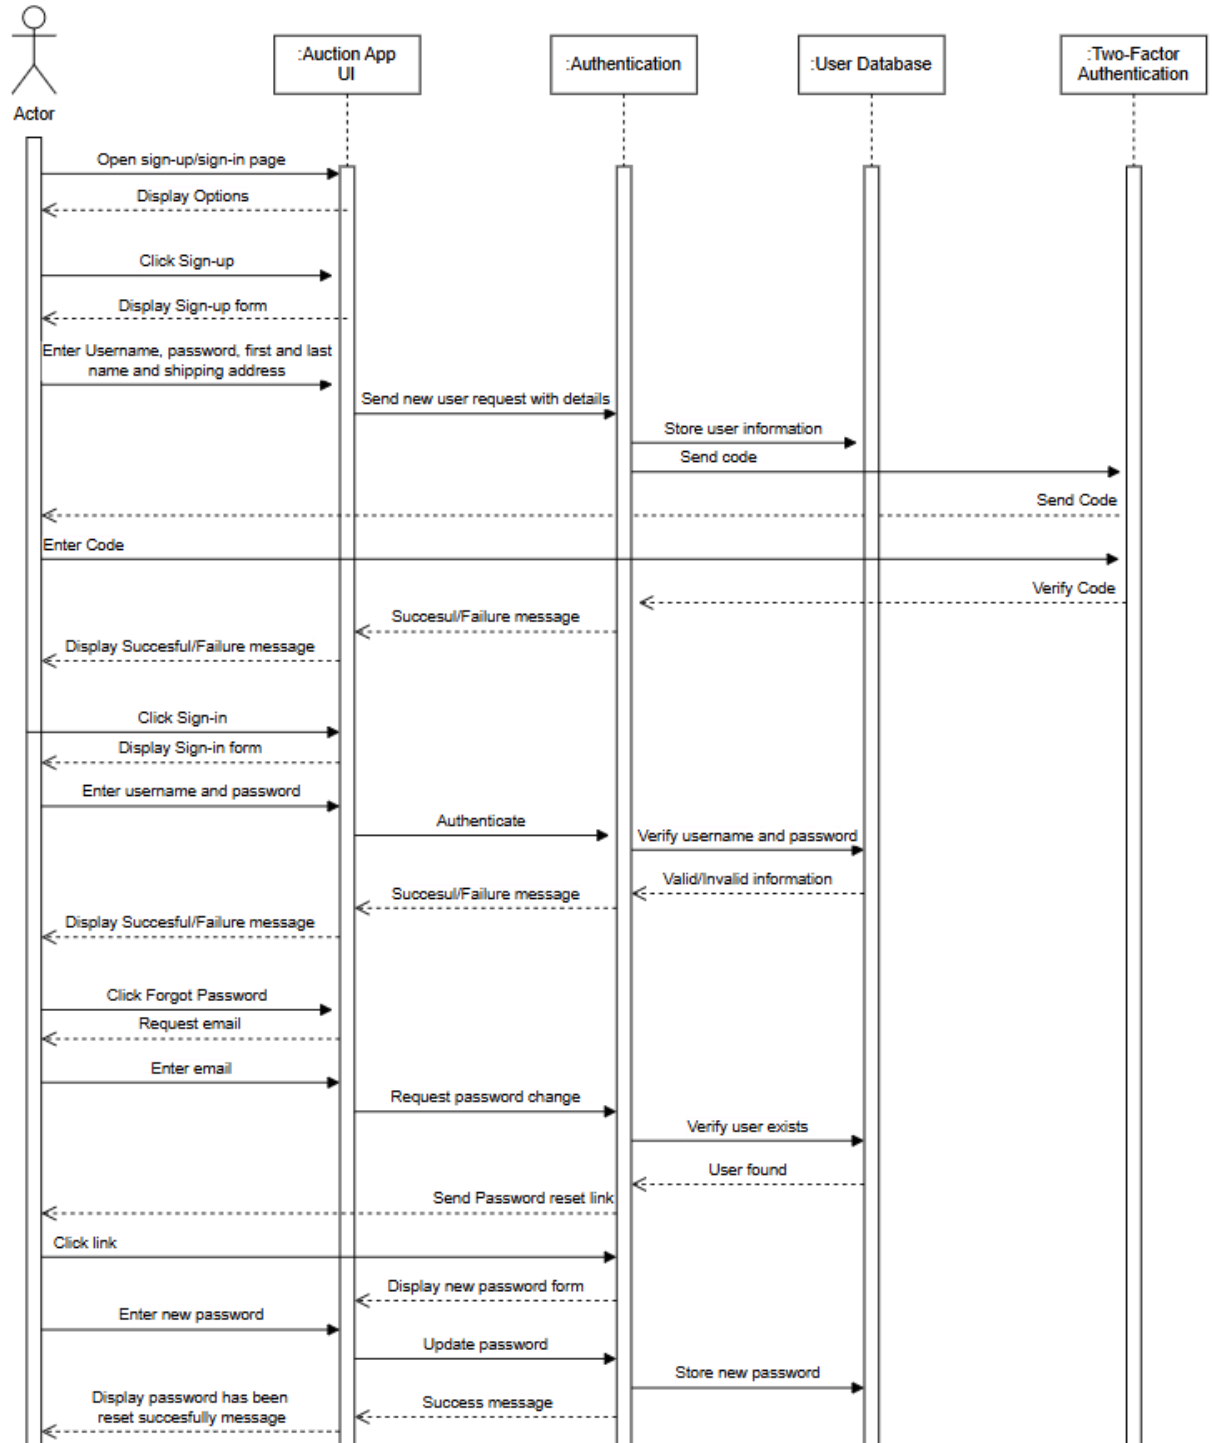 :Auction App
UI
:Authentication
:User Database
:Two-Factor
Authentication
Actor
Open sign-up/sign-in page
Display Options
Click Sign-up
Display Sign-up form
Enter Username, password, first and last
name and shipping address
Send new user request with details
Store user information
Send code
Send Code
Enter Code
Verify Code
Succesul/Failure message
Display Succesful/Failure message
Click Sign-in
Display Sign-in form
Enter username and password
Authenticate
Verify username and password
Valid/Invalid information
Succesul/Failure message
Display Succesful/Failure message
Click Forgot Password
Request email
Enter email
Request password change
Verify user exists
User found
Send Password reset link
Click link
Display new password form
Enter new password
Update password
Store new password
Display password has been
reset succesfully message
Success message